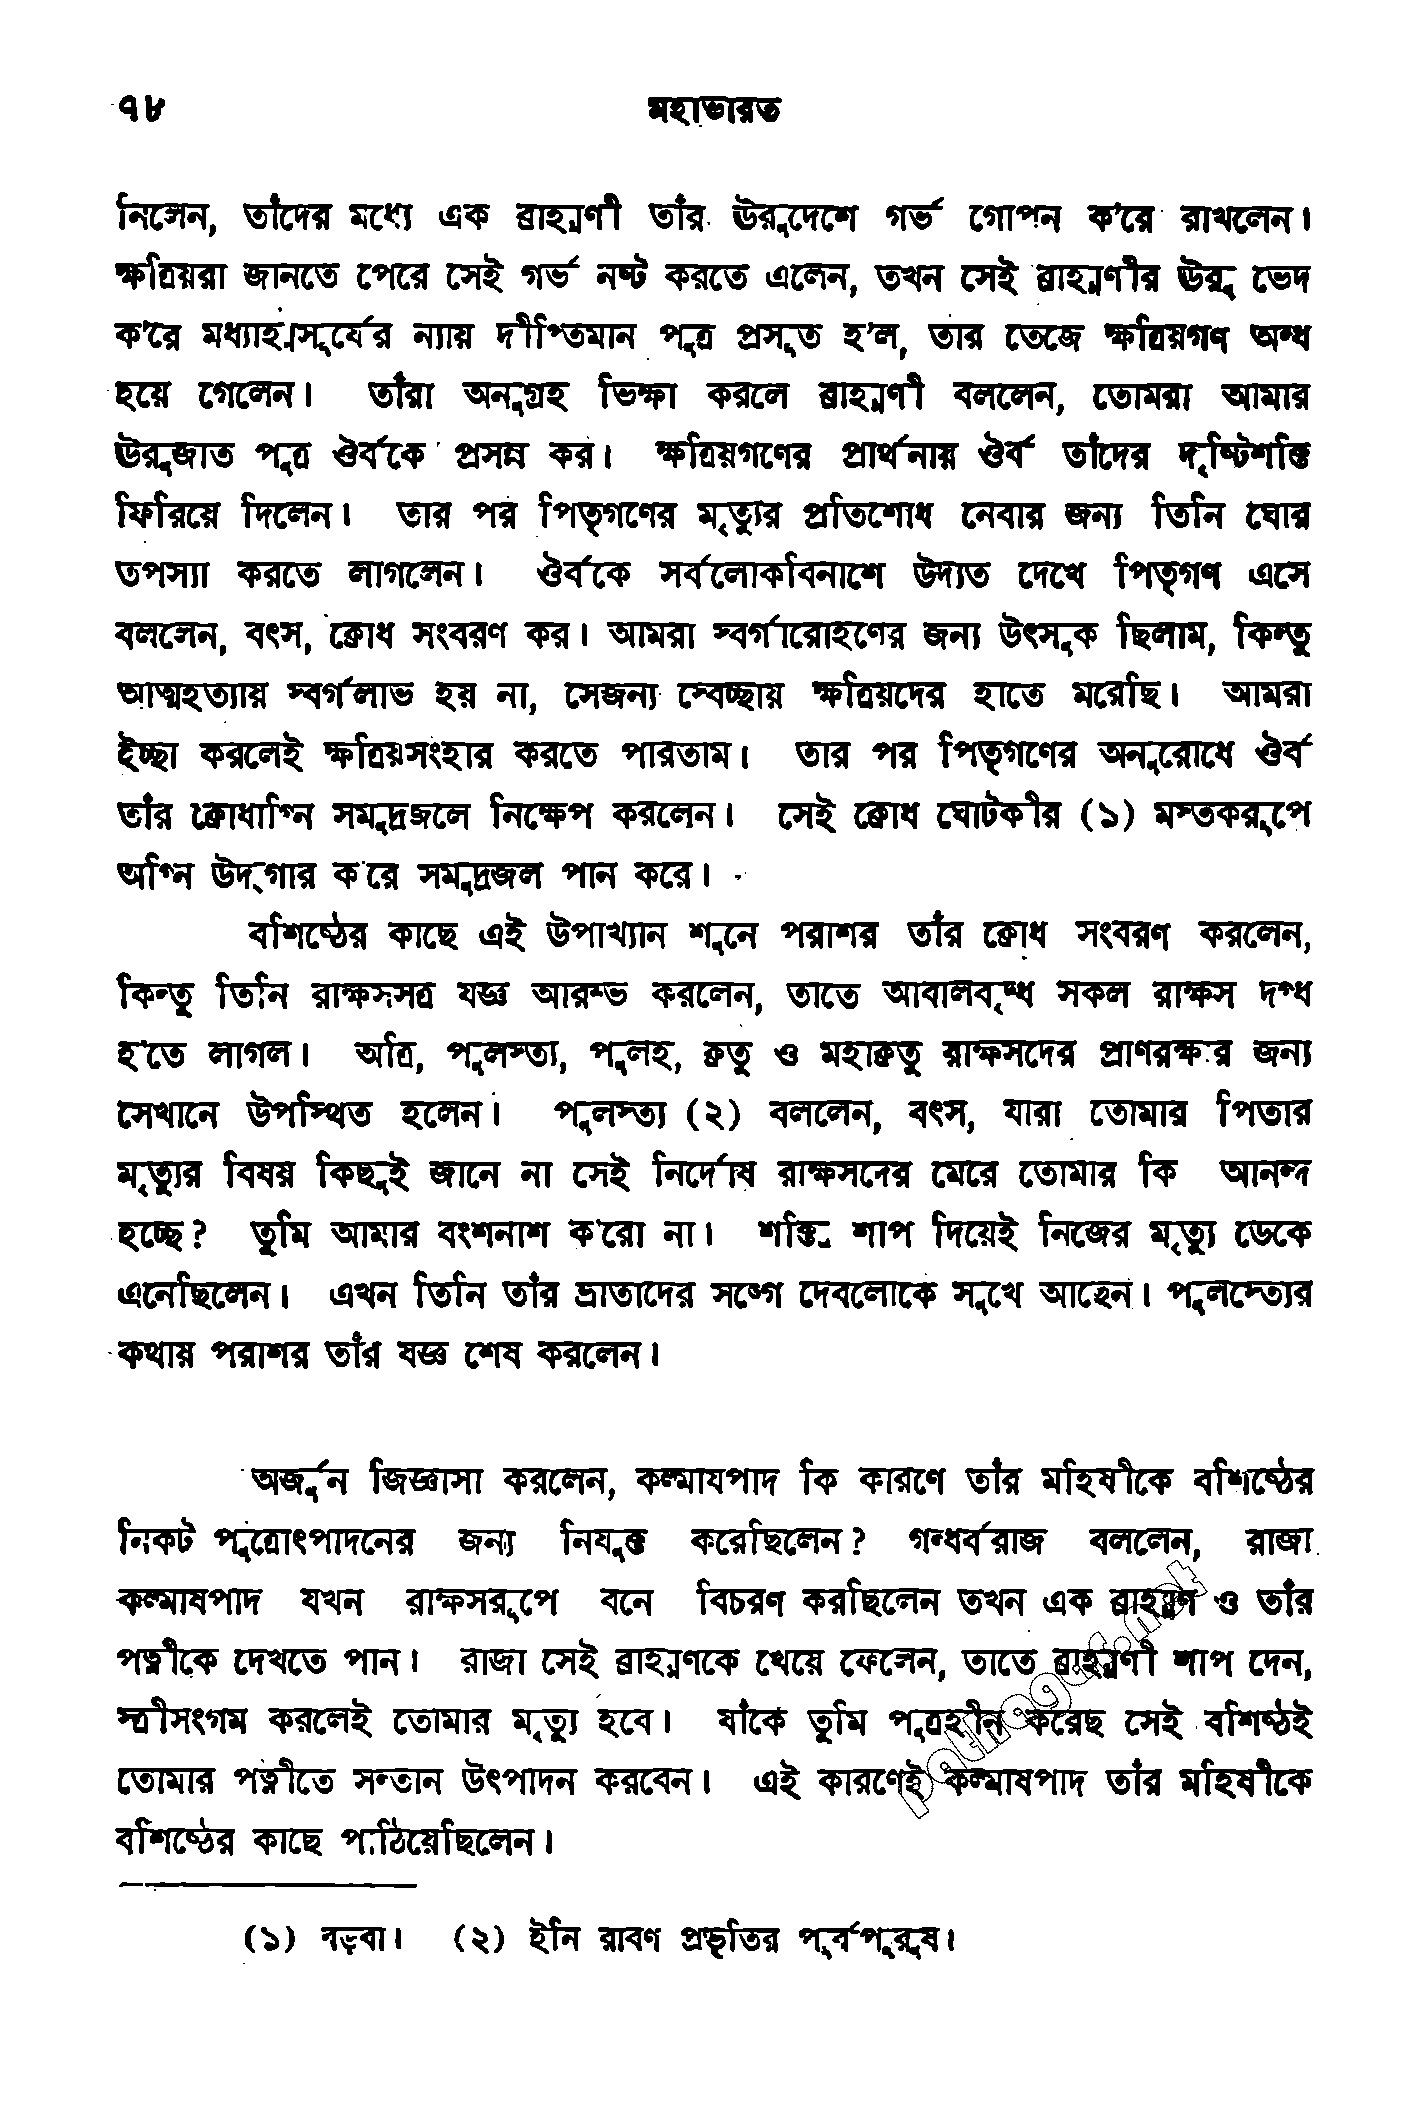 ৭৮ মহাভারত
নিলেন, তাঁদের মধ্যে এক ব্রাহ্মণী তাঁর ঊরুদেশে গর্ভ গোপন ক'রে রাখলেন।
ক্ষত্রিয়রা জানতে পেরে সেই গর্ভ নষ্ট করতে এলেন, তখন সেই ব্রাহ্মণীর ঊরু ভেদ
ক'রে মধ্যাহ্নসূর্যের ন্যায় দীপ্তিমান পুত্র প্রসূত হ'ল, তার তেজে ক্ষত্রিয়গণ অন্ধ
হয়ে গেলেন। তাঁরা অনুগ্রহ ভিক্ষা করলে ব্রাহ্মণী বললেন, তোমরা আমার
ঊরুজাত পুত্র ঔর্বকে প্রসন্ন কর। ক্ষত্রিয়গণের প্রার্থনায় ঔর্ব তাঁদের দৃষ্টিশক্তি
ফিরিয়ে দিলেন। তার পর পিতৃগণের মৃত্যুর প্রতিশোধ নেবার জন্য তিনি ঘোর
তপস্যা করতে লাগলেন। ঔর্বকে সর্বলোকবিনাশে উদ্যত দেখে পিতৃগণ এসে
বললেন, বৎস, ক্রোধ সংবরণ কর। আমরা স্বর্গারোহণের জন্য উৎসুক ছিলাম, কিন্তু
আত্মহত্যায় স্বর্গলাভ হয় না, সেজন্য স্বেচ্ছায় ক্ষত্রিয়দের হাতে মরেছি। আমরা
ইচ্ছা করলেই ক্ষত্রিয়সংহার করতে পারতাম। তার পর পিতৃগণের অনুরোধে ঔর্ব
তাঁর ক্রোধাগ্নি সমুদ্রজলে নিক্ষেপ করলেন। সেই ক্রোধ ঘোটকীর (১) মস্তকরূপে
অগ্নি উদ্‌গার ক'রে সমুদ্রজল পান করে।
বশিষ্ঠের কাছে এই উপাখ্যান শুনে পরাশর তাঁর ক্রোধ সংবরণ করলেন,
কিন্তু তিনি রাক্ষসসত্র যজ্ঞ আরম্ভ করলেন, তাতে আবালবৃদ্ধ সকল রাক্ষস দগ্ধ
হ'তে লাগল। অত্রি, পুলস্ত্য, পুলহ, ক্রতু ও মহাক্রতু রাক্ষসদের প্রাণরক্ষার জন্য
সেখানে উপস্থিত হলেন। পুলস্ত্য (২) বললেন, বৎস, যারা তোমার পিতার
মৃত্যুর বিষয় কিছুই জানে না সেই নির্দোষ রাক্ষসদের মেরে তোমার কি আনন্দ
হচ্ছে? তুমি আমার বংশনাশ ক'রো না। শক্তি শাপ দিয়েই নিজের মৃত্যু ডেকে
এনেছিলেন। এখন তিনি তাঁর ভ্রাতাদের সঙ্গে দেবলোকে সুখে আছেন। পুলস্ত্যের
কথায় পরাশর তাঁর যজ্ঞ শেষ করলেন।
অর্জুন জিজ্ঞাসা করলেন, কল্মাষপাদ কি কারণে তাঁর মহিষীকে বশিষ্ঠের
নিকট পুত্রোৎপাদনের জন্য নিযুক্ত করেছিলেন? গন্ধর্বরাজ বললেন, রাজা
কল্মাষপাদ যখন রাক্ষসরূপে বনে বিচরণ করছিলেন তখন এক ব্রাহ্মণ ও তাঁর
পত্নীকে দেখতে পান। রাজা সেই ব্রাহ্মণকে খেয়ে ফেলেন, তাতে ব্রাহ্মণী শাপ দেন,
স্ত্রীসংগম করলেই তোমার মৃত্যু হবে। যাঁকে তুমি পুত্রহীন করেছ সেই বশিষ্ঠই
তোমার পত্নীতে সন্তান উৎপাদন করবেন। এই কারণেই কল্মাষপাদ তাঁর মহিষীকে
বশিষ্ঠের কাছে পাঠিয়েছিলেন।
(১) বড়বা। (২) ইনি রাবণ প্রভৃতির পূর্বপুরুষ।